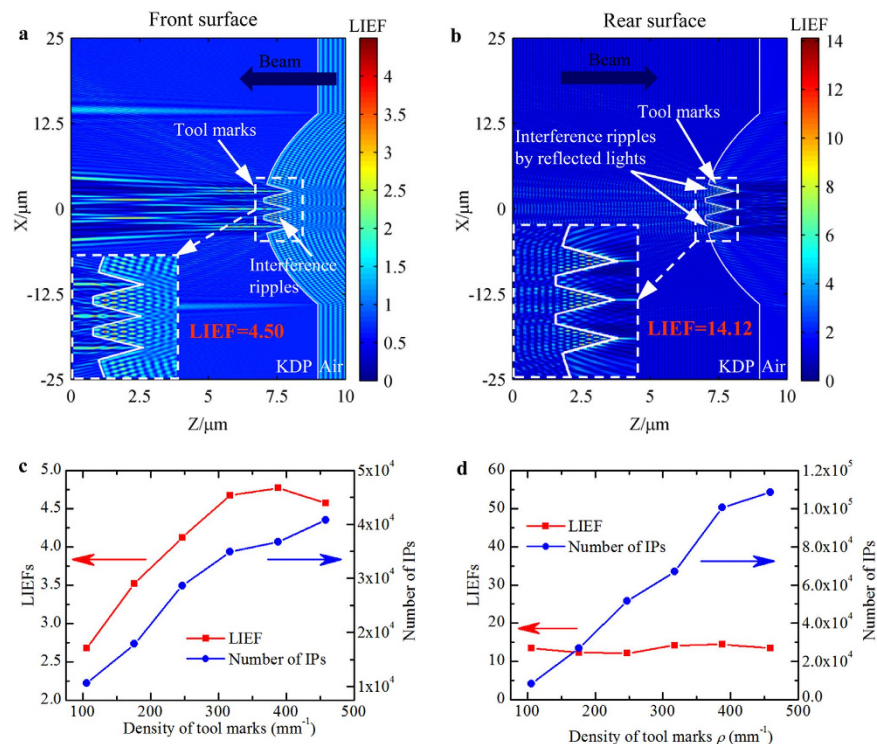 a
Front surface
LIEF
Beam
Tool marks
Interference
ripples
LIEF=4.50
KDP Air
25
12.5
0
-12.5
-25
X/μm
0
2.5
5
7.5
10
Z/μm
4
3.5
3
2.5
2
1.5
1
0.5
0
b
Rear surface
LIEF
Beam
Tool marks
Interference ripples
by reflected lights
LIEF=14.12
KDP Air
25
12.5
0
-12.5
-25
X/μm
0
2.5
5
7.5
10
Z/μm
14
12
10
8
6
4
2
0
c
5.0
4.5
4.0
3.5
3.0
2.5
2.0
LIEFs
LIEF
Number of IPs
5x10⁴
4x10⁴
3x10⁴
2x10⁴
1x10⁴
Number of IPs
100
200
300
400
500
Density of tool marks (mm⁻¹)
d
60
50
40
30
20
10
0
LIEFs
LIEF
Number of IPs
1.2x10⁵
1.0x10⁵
8.0x10⁴
6.0x10⁴
4.0x10⁴
2.0x10⁴
0.0
Number of IPs
100
200
300
400
500
Density of tool marks ρ (mm⁻¹)